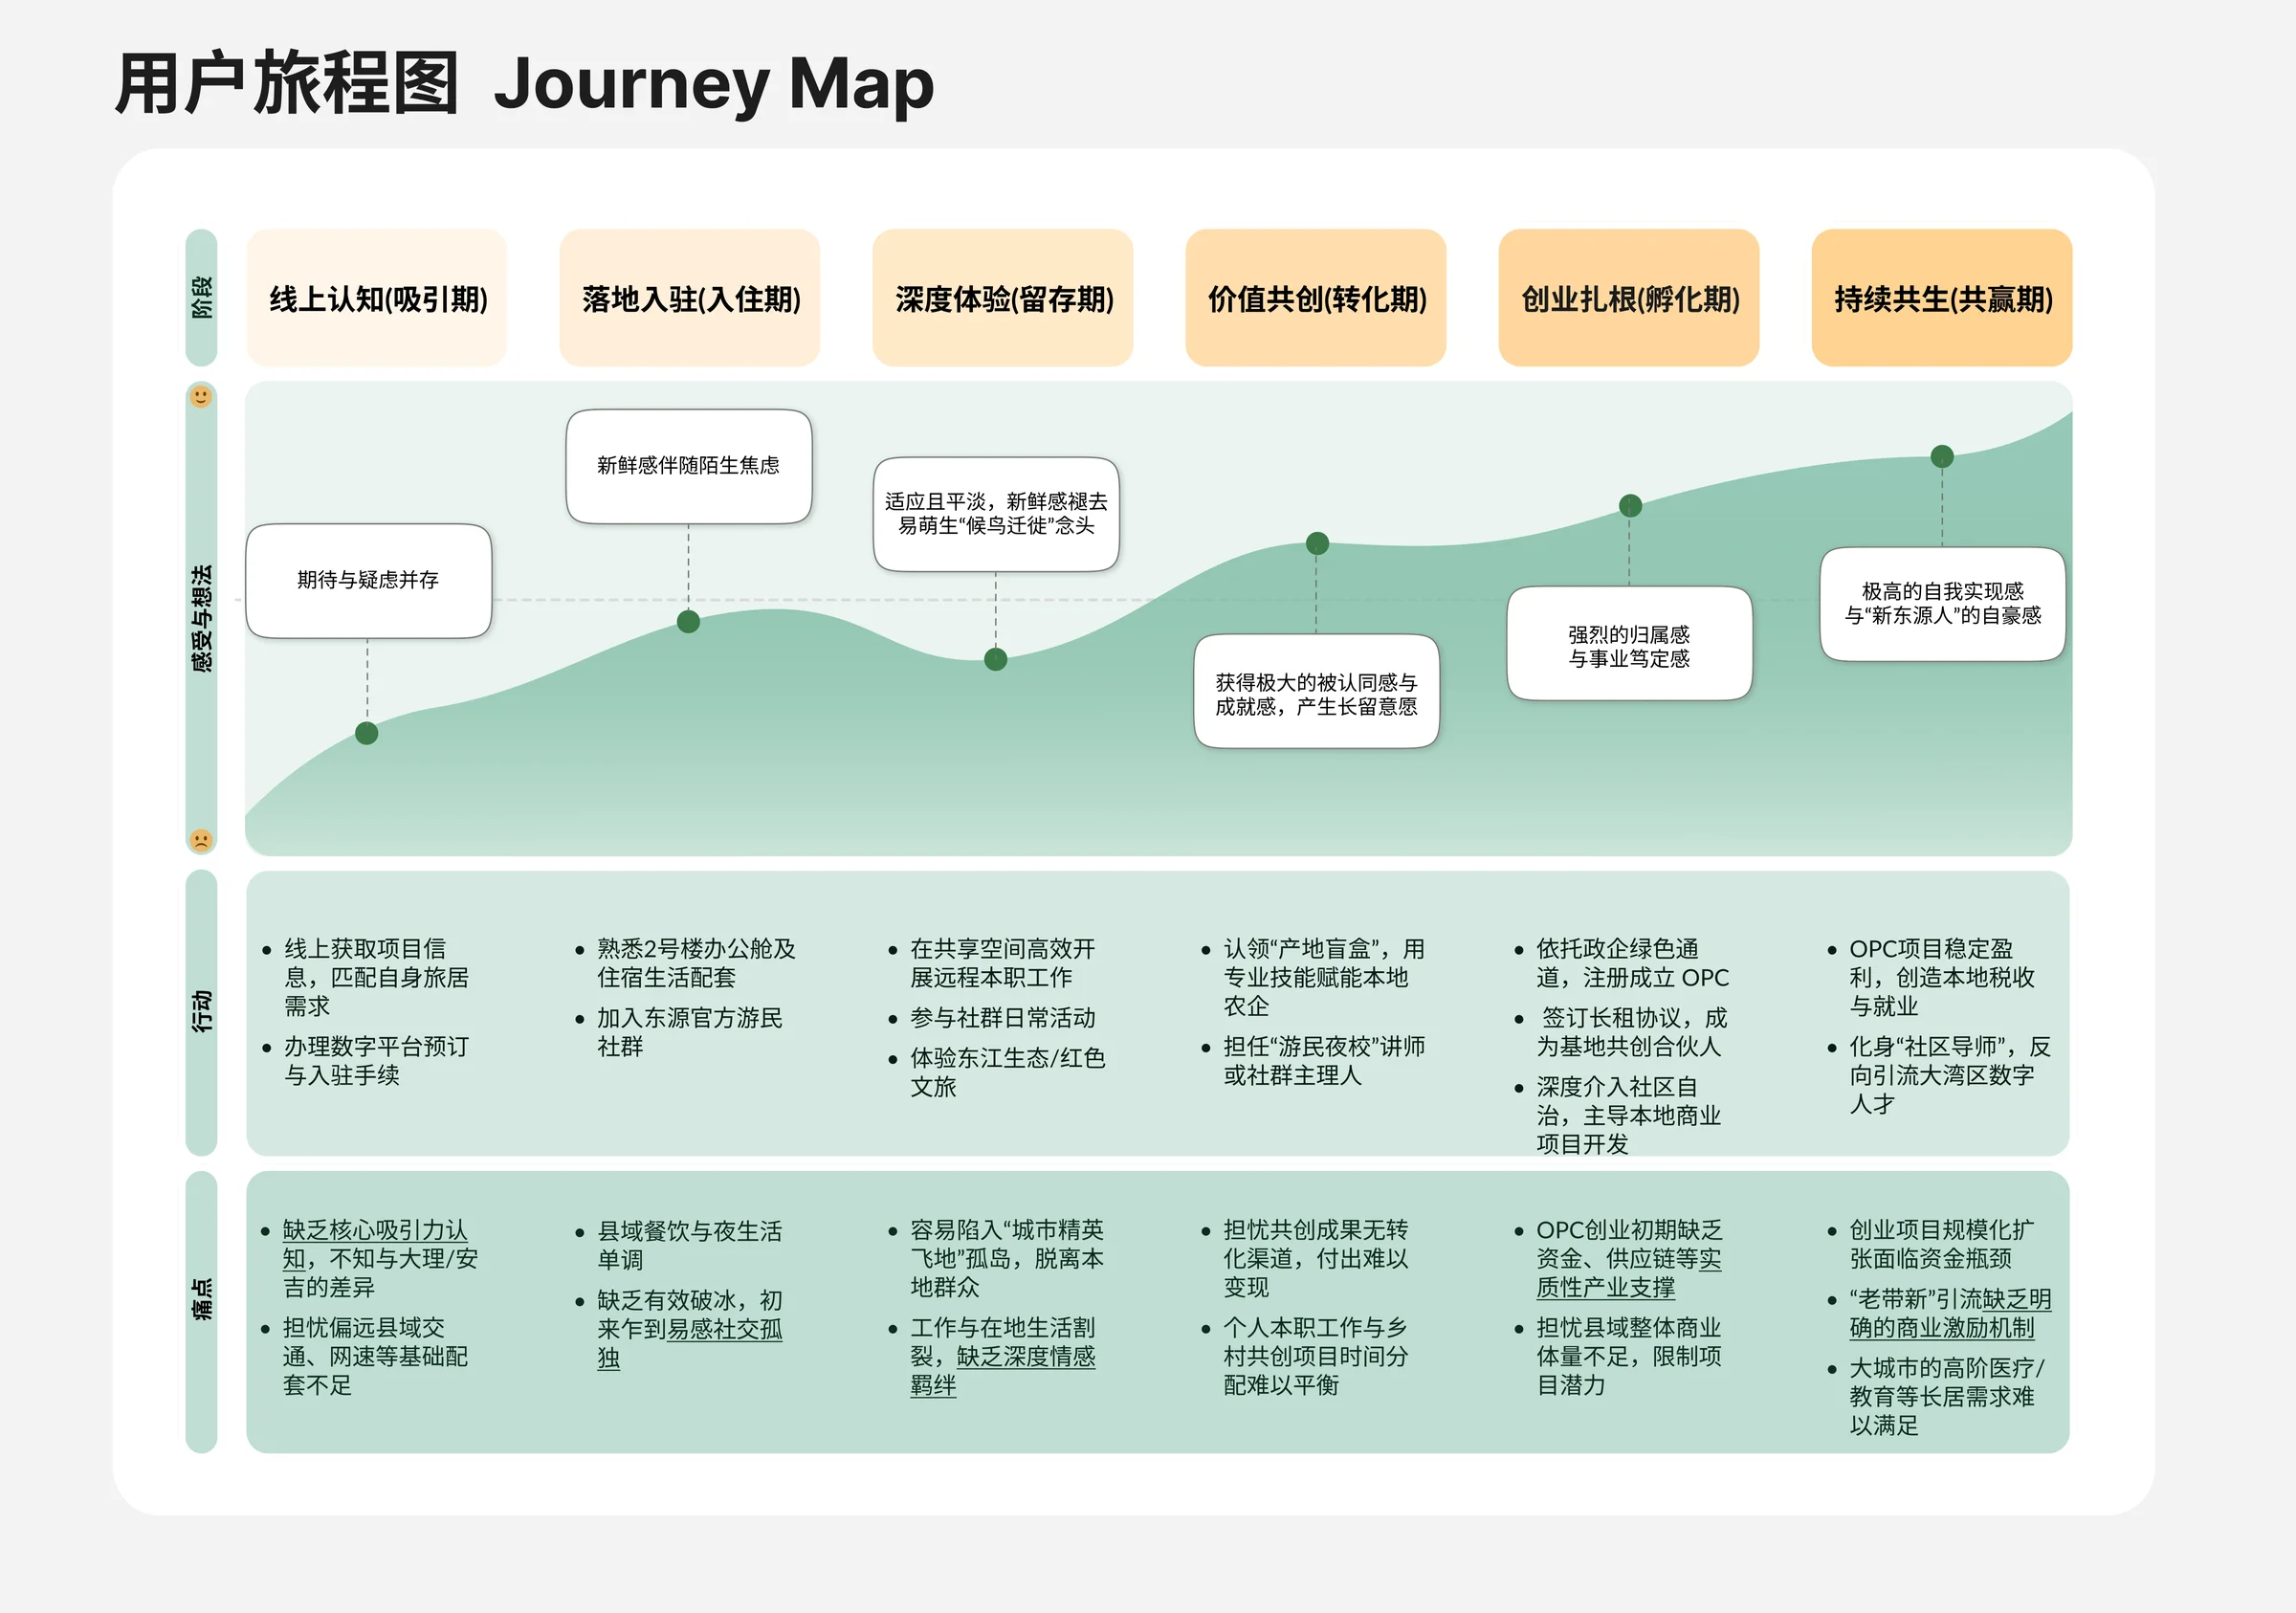 用户旅程图 Journey Map
阶段
线上认知(吸引期)
落地入驻(入住期)
深度体验(留存期)
价值共创(转化期)
创业扎根(孵化期)
持续共生(共赢期)
感受与想法
期待与疑虑并存
新鲜感伴随陌生焦虑
适应且平淡，新鲜感褪去
易萌生“候鸟迁徙”念头
获得极大的被认同感与
成就感，产生长留意愿
强烈的归属感
与事业笃定感
极高的自我实现感
与“新东源人”的自豪感
行动
• 线上获取项目信
息，匹配自身旅居
需求
• 办理数字平台预订
与入驻手续
• 熟悉2号楼办公舱及
住宿生活配套
• 加入东源官方游民
社群
• 在共享空间高效开
展远程本职工作
• 参与社群日常活动
• 体验东江生态/红色
文旅
• 认领“产地盲盒”，用
专业技能赋能本地
农企
• 担任“游民夜校”讲师
或社群主理人
• 依托政企绿色通
道，注册成立 OPC
• 签订长租协议，成
为基地共创合伙人
• 深度介入社区自
治，主导本地商业
项目开发
• OPC项目稳定盈
利，创造本地税收
与就业
• 化身“社区导师”，反
向引流大湾区数字
人才
痛点
• 缺乏核心吸引力认
知，不知与大理/安
吉的差异
• 担忧偏远县域交
通、网速等基础配
套不足
• 县域餐饮与夜生活
单调
• 缺乏有效破冰，初
来乍到易感社交孤
独
• 容易陷入“城市精英
飞地”孤岛，脱离本
地群众
• 工作与在地生活割
裂，缺乏深度情感
羁绊
• 担忧共创成果无转
化渠道，付出难以
变现
• 个人本职工作与乡
村共创项目时间分
配难以平衡
• OPC创业初期缺乏
资金、供应链等实
质性产业支撑
• 担忧县域整体商业
体量不足，限制项
目潜力
• 创业项目规模化扩
张面临资金瓶颈
• “老带新”引流缺乏明
确的商业激励机制
• 大城市的高阶医疗/
教育等长居需求难
以满足